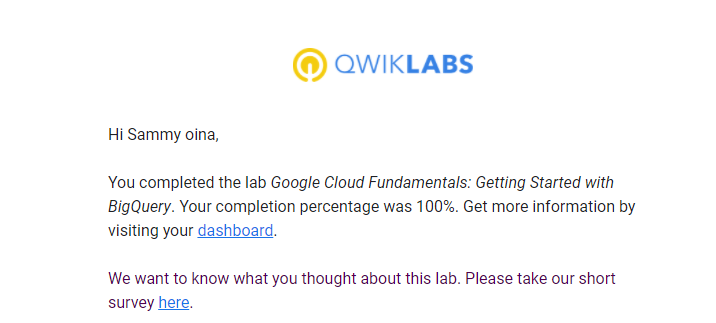 QWIKLABS
Hi Sammy oina,
You completed the lab Google Cloud Fundamentals: Getting Started with
BigQuery. Your completion percentage was 100%. Get more information by
visiting your dashboard.
We want to know what you thought about this lab. Please take our short
survey here.